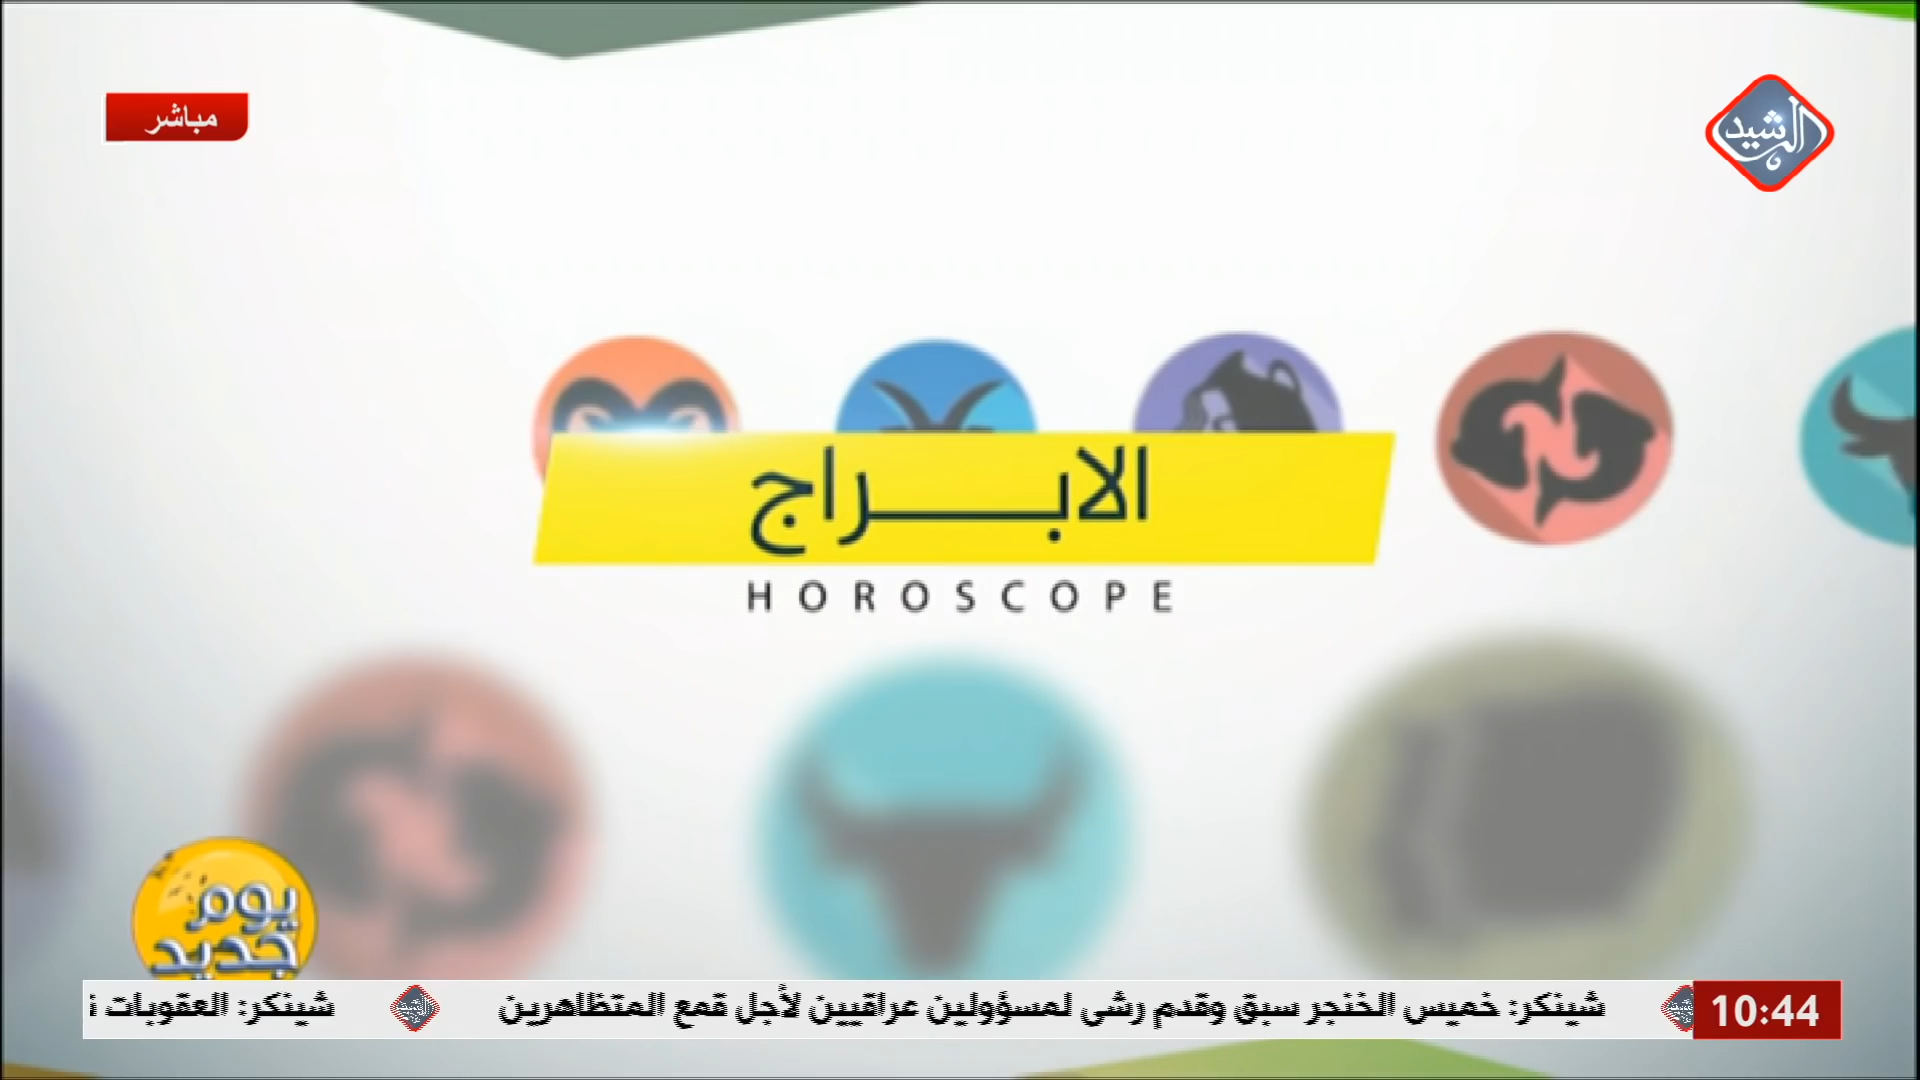 مباشر
الرشيد
الابـــــراج
HOROSCOPE
يوم
جديد
شينكر: خميس الخنجر سبق وقدم رشى لمسؤولين عراقيين لأجل قمع المتظاهرين
شينكر: العقوبات
10:44